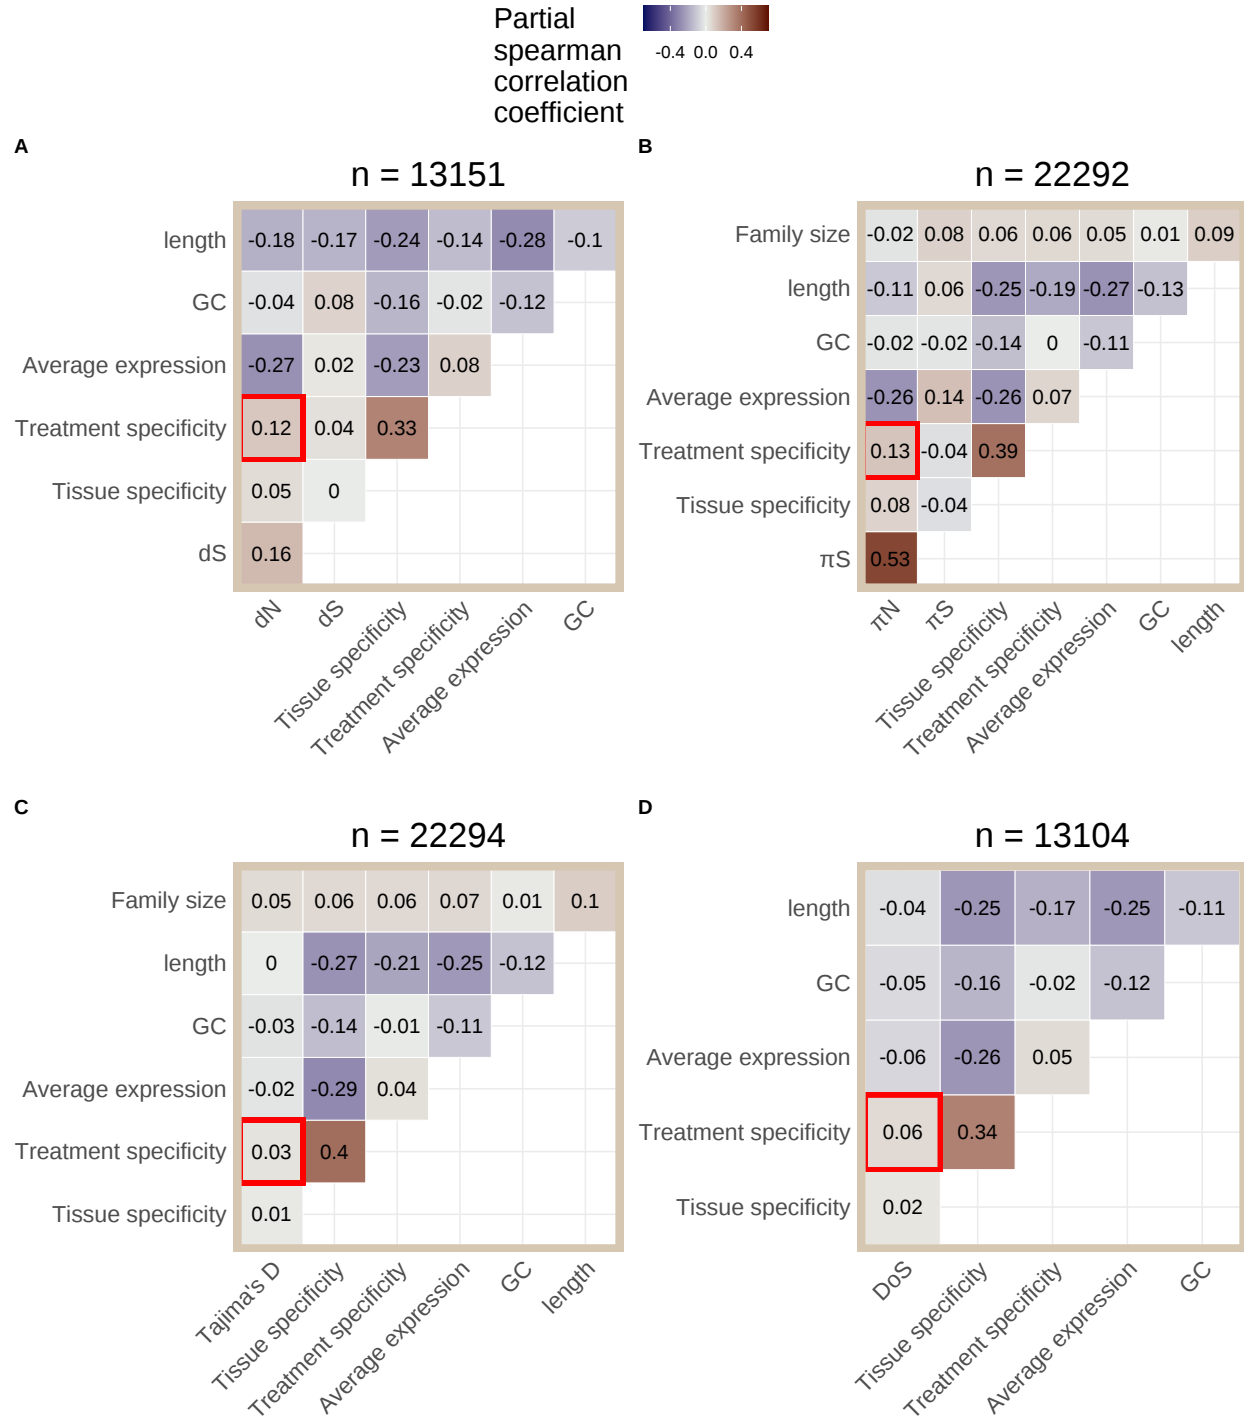 Partial
spearman
correlation
coefficient
-0.4 0.0 0.4
A
n = 13151
length -0.18 -0.17 -0.24 -0.14 -0.28 -0.1
GC -0.04 0.08 -0.16 -0.02 -0.12
Average expression -0.27 0.02 -0.23 0.08
Treatment specificity 0.12 0.04 0.33
Tissue specificity 0.05 0
dS 0.16
dN dS Tissue specificity Treatment specificity Average expression GC
B
n = 22292
Family size -0.02 0.08 0.06 0.06 0.05 0.01 0.09
length -0.11 0.06 -0.25 -0.19 -0.27 -0.13
GC -0.02 -0.02 -0.14 0 -0.11
Average expression -0.26 0.14 -0.26 0.07
Treatment specificity 0.13 -0.04 0.39
Tissue specificity 0.08 -0.04
πS 0.53
πN πS Tissue specificity Treatment specificity Average expression GC length
C
n = 22294
Family size 0.05 0.06 0.06 0.07 0.01 0.1
length 0 -0.27 -0.21 -0.25 -0.12
GC -0.03 -0.14 -0.01 -0.11
Average expression -0.02 -0.29 0.04
Treatment specificity 0.03 0.4
Tissue specificity 0.01
Tajima's D Tissue specificity Treatment specificity Average expression GC length
D
n = 13104
length -0.04 -0.25 -0.17 -0.25 -0.11
GC -0.05 -0.16 -0.02 -0.12
Average expression -0.06 -0.26 0.05
Treatment specificity 0.06 0.34
Tissue specificity 0.02
DoS Tissue specificity Treatment specificity Average expression GC